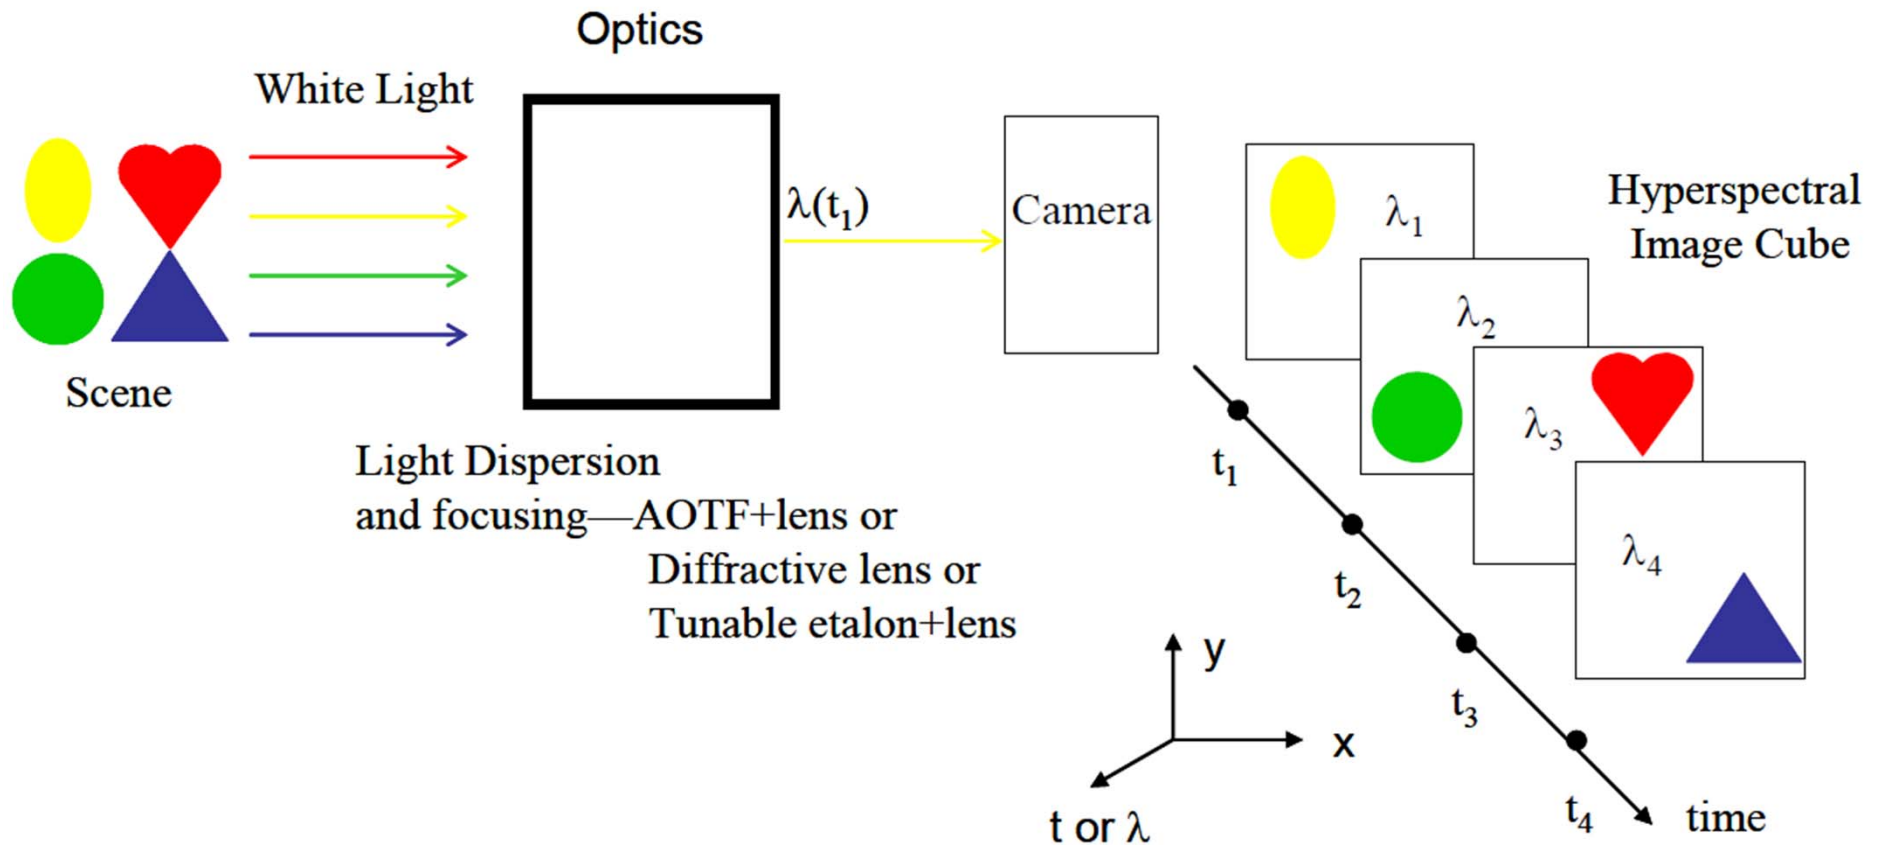 Optics
White Light
Scene
Light Dispersion
and focusing—AOTF+lens or
Diffractive lens or
Tunable etalon+lens
λ(t₁)
Camera
λ₁
λ₂
λ₃
λ₄
Hyperspectral
Image Cube
t₁
t₂
t₃
t₄
time
y
x
t or λ